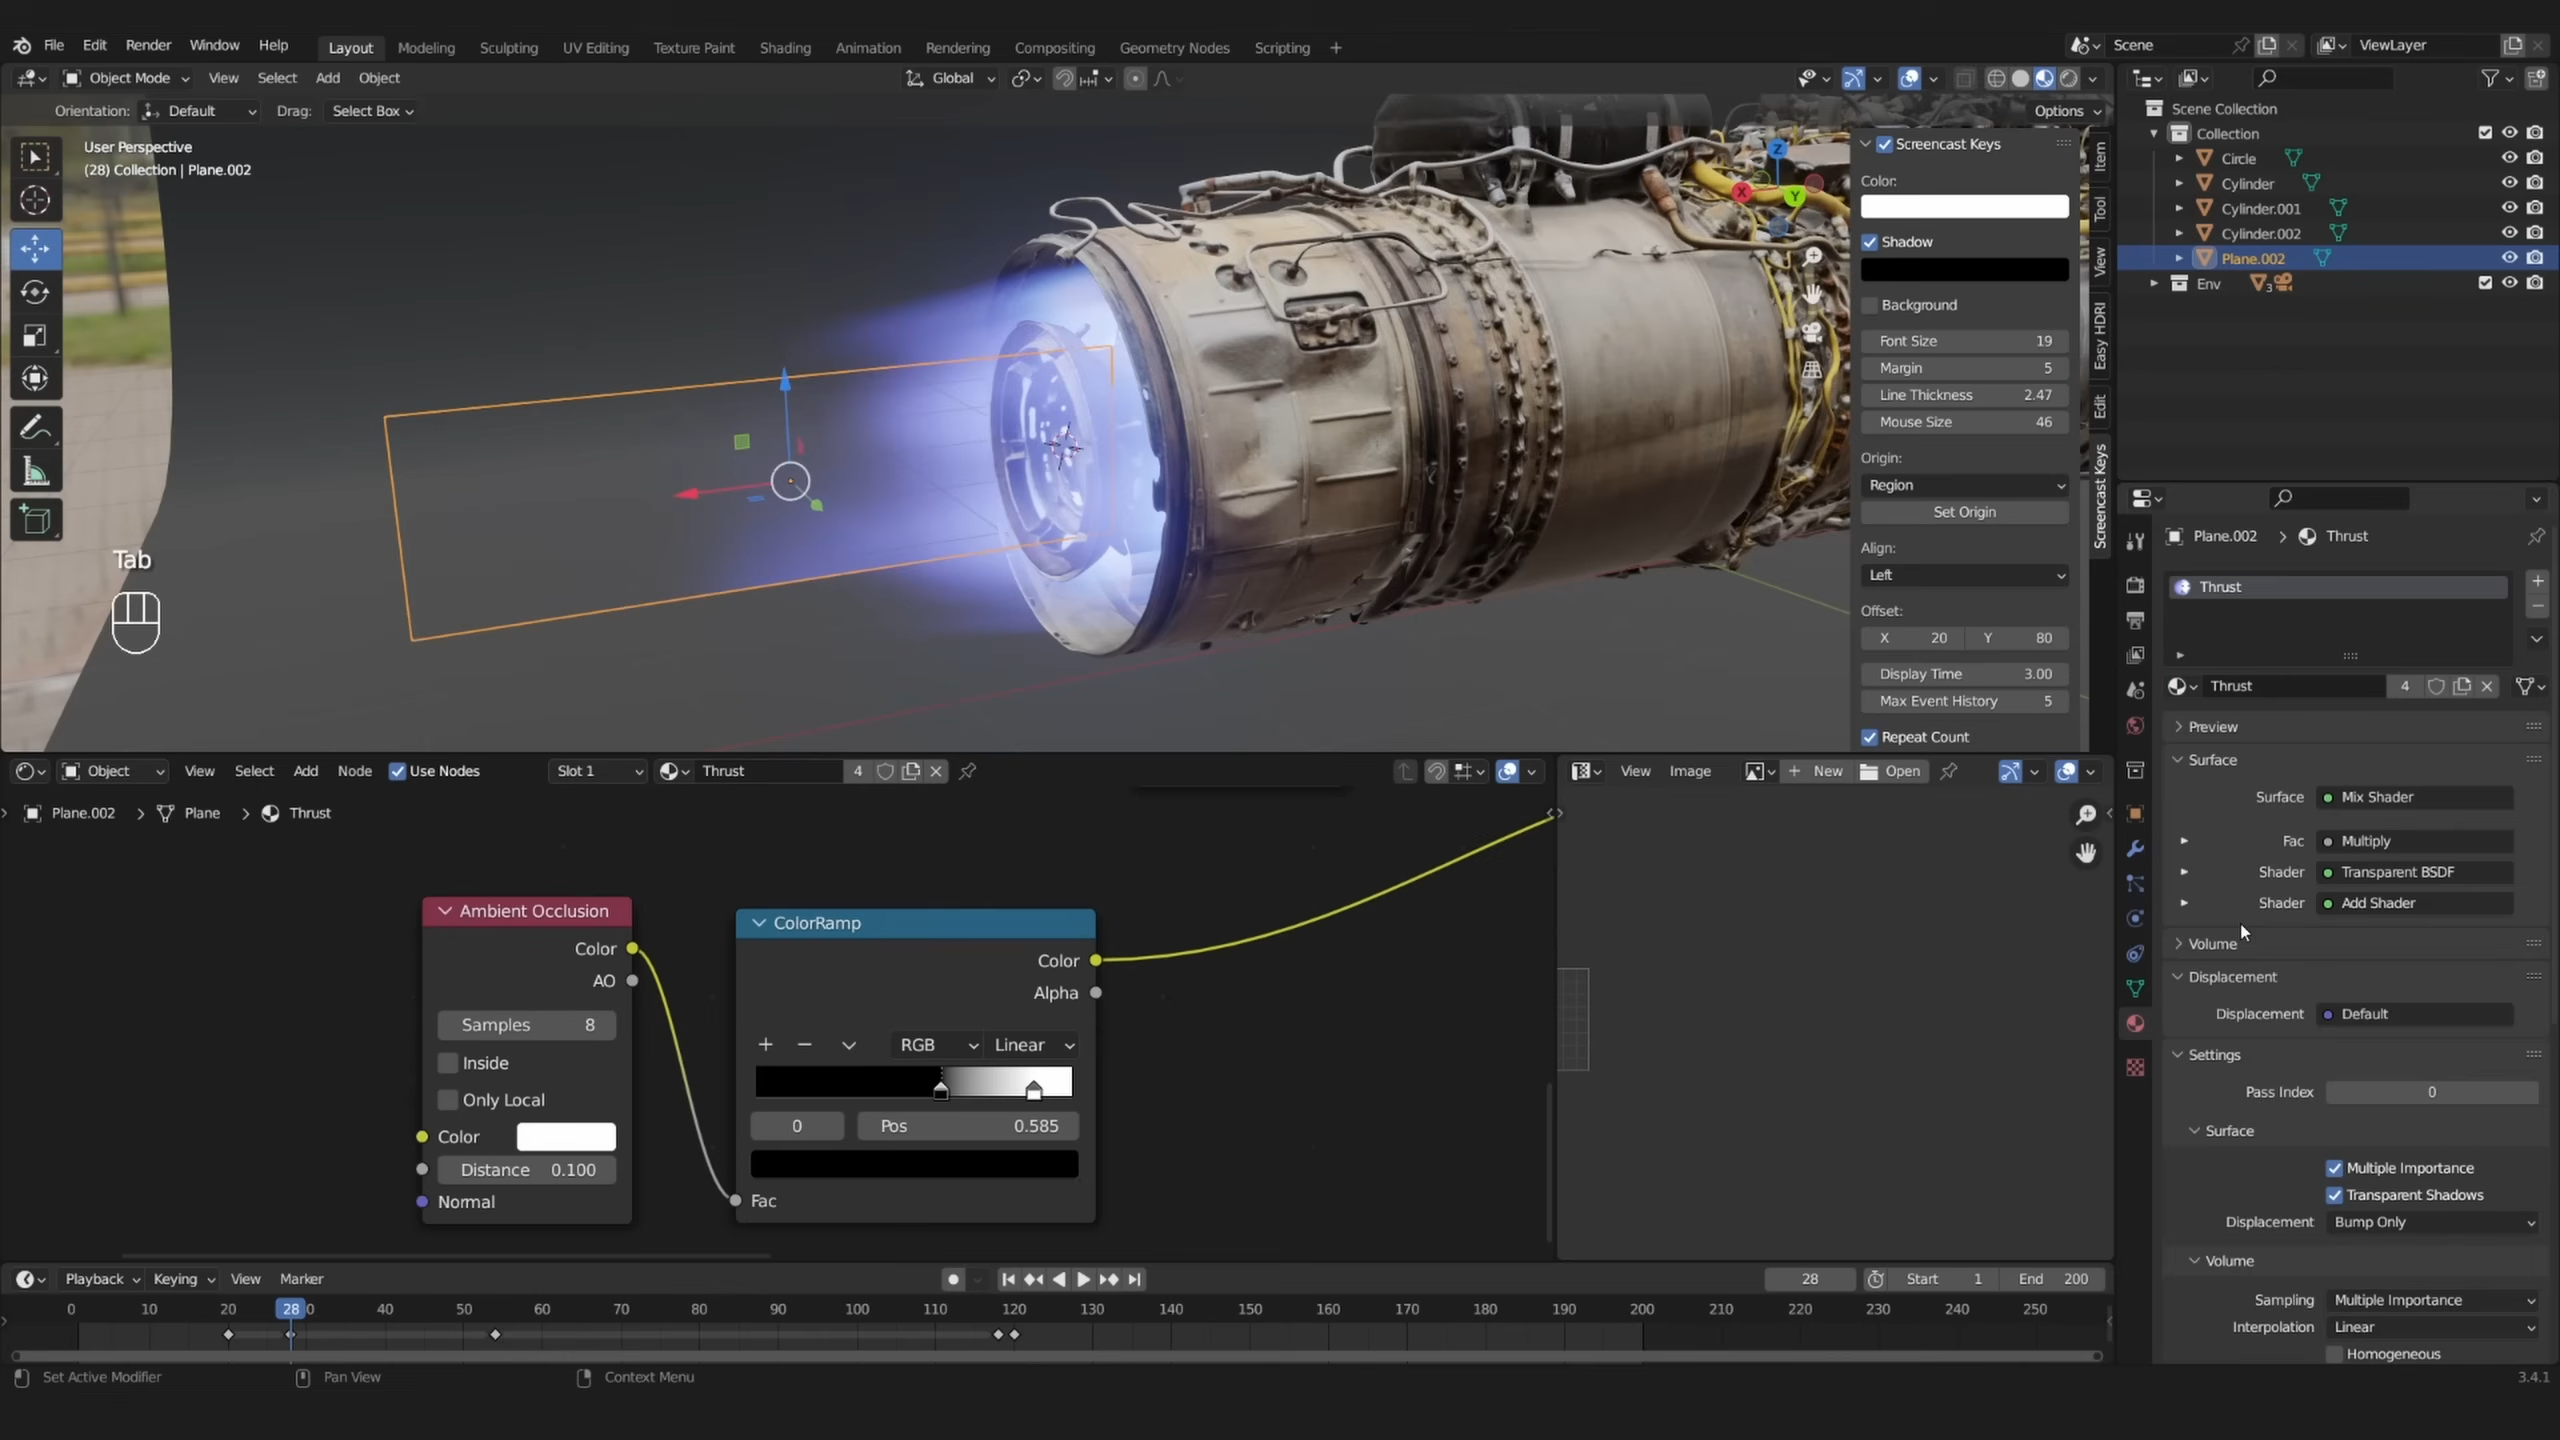 File Edit Render Window Help Layout Modeling Sculpting UV Editing Texture Paint Shading Animation Rendering Compositing Geometry Nodes Scripting + Scene ViewLayer
Object Mode View Select Add Object Global
Orientation: Default Drag: Select Box Options
User Perspective
(28) Collection | Plane.002
Tab
X
Y
Z
Screencast Keys
Color:
Shadow
Background
Font Size 19
Margin 5
Line Thickness 2.47
Mouse Size 46
Origin:
Region
Set Origin
Align:
Left
Offset:
X 20 Y 80
Display Time 3.00
Max Event History 5
Repeat Count
Item
Tool
View
Easy HDRI
Edit
Screencast Keys
Scene Collection
Collection
Circle
Cylinder
Cylinder.001
Cylinder.002
Plane.002
Env 3
Plane.002 > Thrust
Thrust
Thrust 4
Preview
Surface
Surface Mix Shader
Fac Multiply
Shader Transparent BSDF
Shader Add Shader
Volume
Displacement
Displacement Default
Settings
Pass Index 0
Surface
Multiple Importance
Transparent Shadows
Displacement Bump Only
Volume
Sampling Multiple Importance
Interpolation Linear
Homogeneous
Object View Select Add Node Use Nodes Slot 1 Thrust 4
View Image + New Open
Plane.002 > Plane > Thrust
Ambient Occlusion
Color
AO
Samples 8
Inside
Only Local
Color
Distance 0.100
Normal
ColorRamp
Color
Alpha
+ − RGB Linear
0 Pos 0.585
Fac
Playback Keying View Marker 28 Start 1 End 200
0 10 20 28 0 40 50 60 70 80 90 100 110 120 130 140 150 160 170 180 190 200 210 220 230 240 250
Set Active Modifier Pan View Context Menu 3.4.1